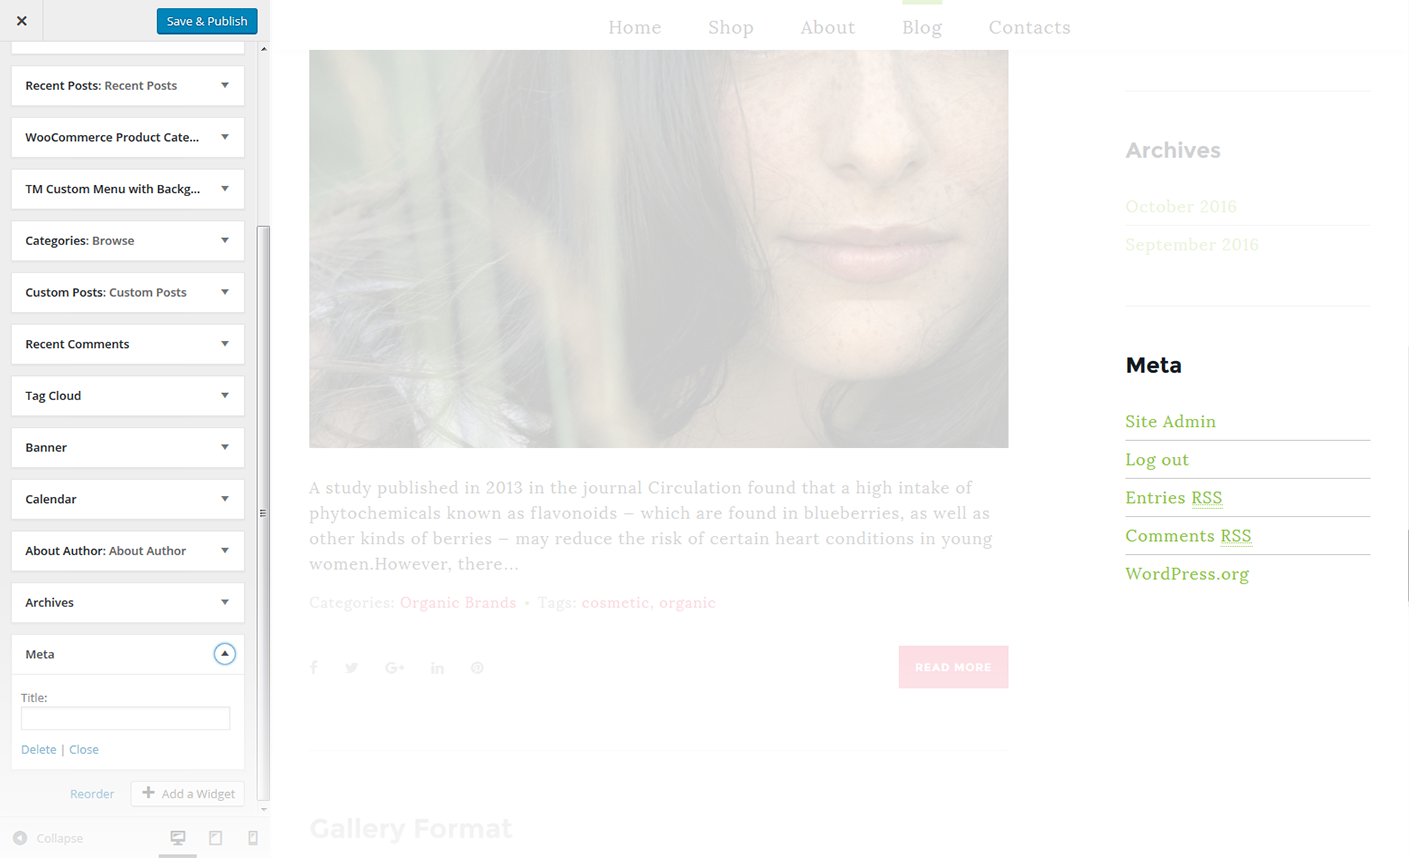 Save & Publish
Recent Posts: Recent Posts
WooCommerce Product Cate...
TM Custom Menu with Backg...
Categories: Browse
Custom Posts: Custom Posts
Recent Comments
Tag Cloud
Banner
Calendar
About Author: About Author
Archives
Meta
Title:
Delete | Close
Reorder
Add a Widget
Collapse
Home Shop About Blog Contacts
A study published in 2013 in the journal Circulation found that a high intake of
phytochemicals knownas flavonoids – which are found in blueberries, as well as
other kinds of berries – may reduce the risk of certain heart conditions in young
women.However, there...
Categories: Organic Brands • Tags: cosmetic, organic
READ MORE
Gallery Format
Archives
October 2016
September 2016
Meta
Site Admin
Log out
Entries RSS
Comments RSS
WordPress.org